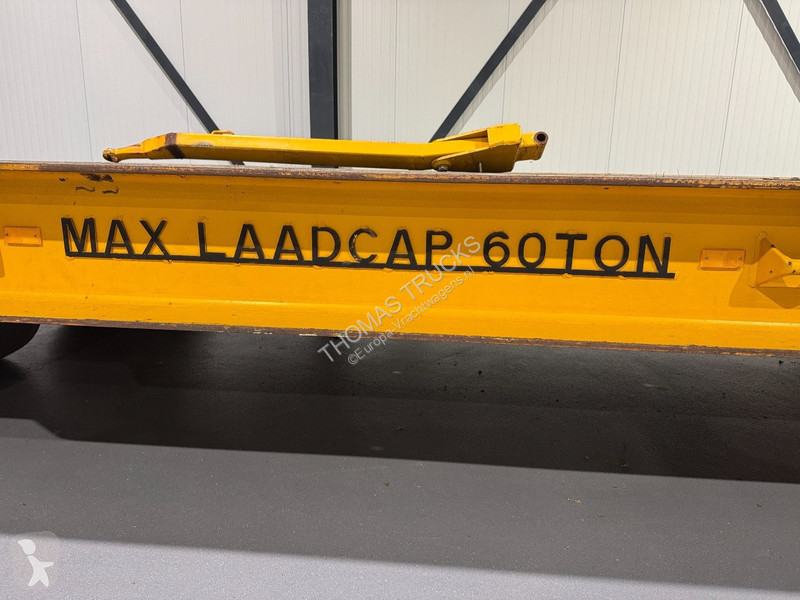 MAX LAADCAP 60TON
THOMAS TRUCKS
©Europa Vrachtwagens.nl